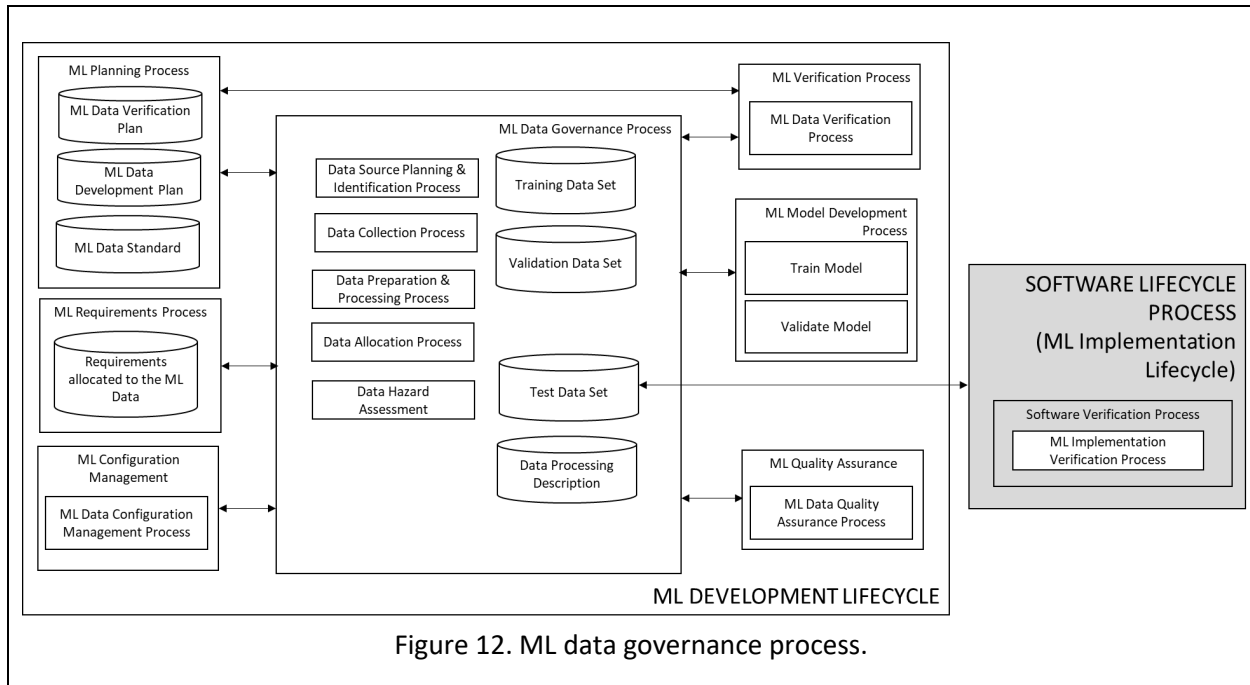 ML Planning Process
ML Data Verification
Plan
ML Data
Development Plan
ML Data Standard
ML Requirements Process
Requirements
allocated to the ML
Data
ML Configuration
Management
ML Data Configuration
Management Process
ML Data Governance Process
Data Source Planning &
Identification Process
Data Collection Process
Data Preparation &
Processing Process
Data Allocation Process
Data Hazard
Assessment
Training Data Set
Validation Data Set
Test Data Set
Data Processing
Description
ML Verification Process
ML Data Verification
Process
ML Model Development
Process
Train Model
Validate Model
ML Quality Assurance
ML Data Quality
Assurance Process
ML DEVELOPMENT LIFECYCLE
SOFTWARE LIFECYCLE
PROCESS
(ML Implementation
Lifecycle)
Software Verification Process
ML Implementation
Verification Process
Figure 12. ML data governance process.